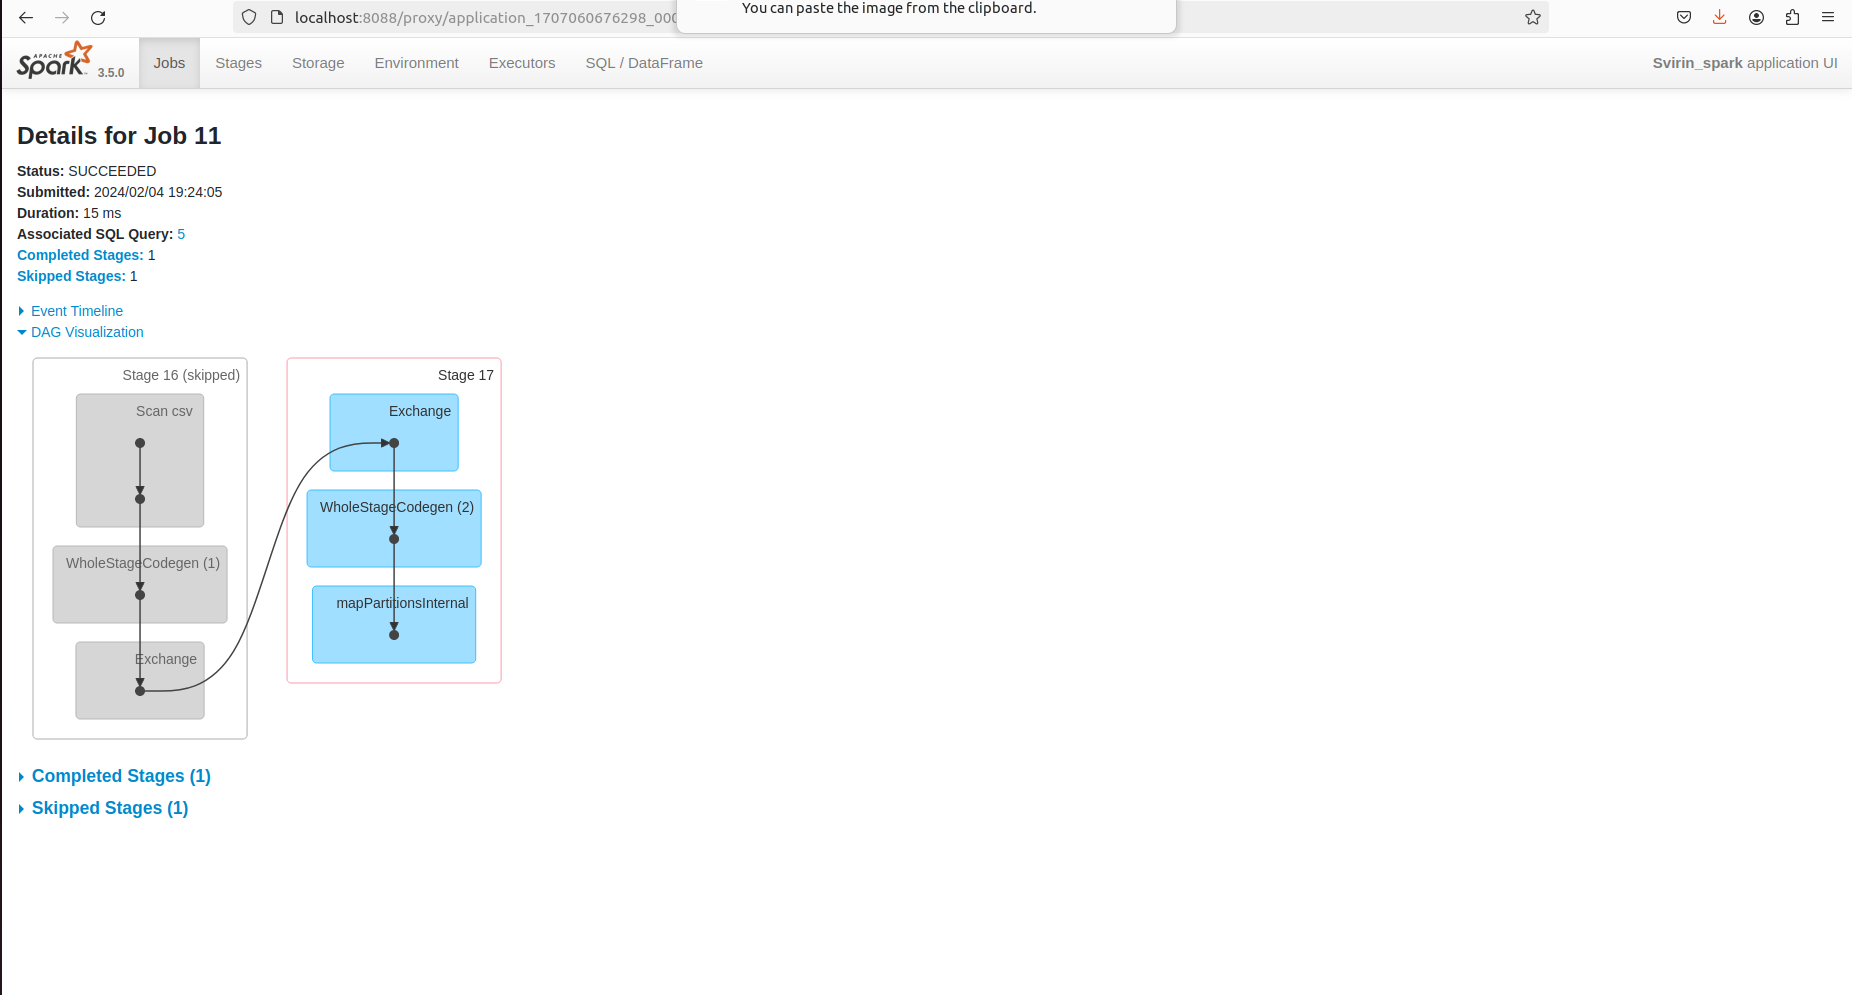 You can paste the image from the clipboard.
localhost:8088/proxy/application_1707060676298_000
APACHE
Spark 3.5.0
Jobs
Stages
Storage
Environment
Executors
SQL / DataFrame
Svirin_spark application UI
Details for Job 11
Status: SUCCEEDED
Submitted: 2024/02/04 19:24:05
Duration: 15 ms
Associated SQL Query: 5
Completed Stages: 1
Skipped Stages: 1
Event Timeline
DAG Visualization
Stage 16 (skipped)
Scan csv
WholeStageCodegen (1)
Exchange
Stage 17
Exchange
WholeStageCodegen (2)
mapPartitionsInternal
Completed Stages (1)
Skipped Stages (1)